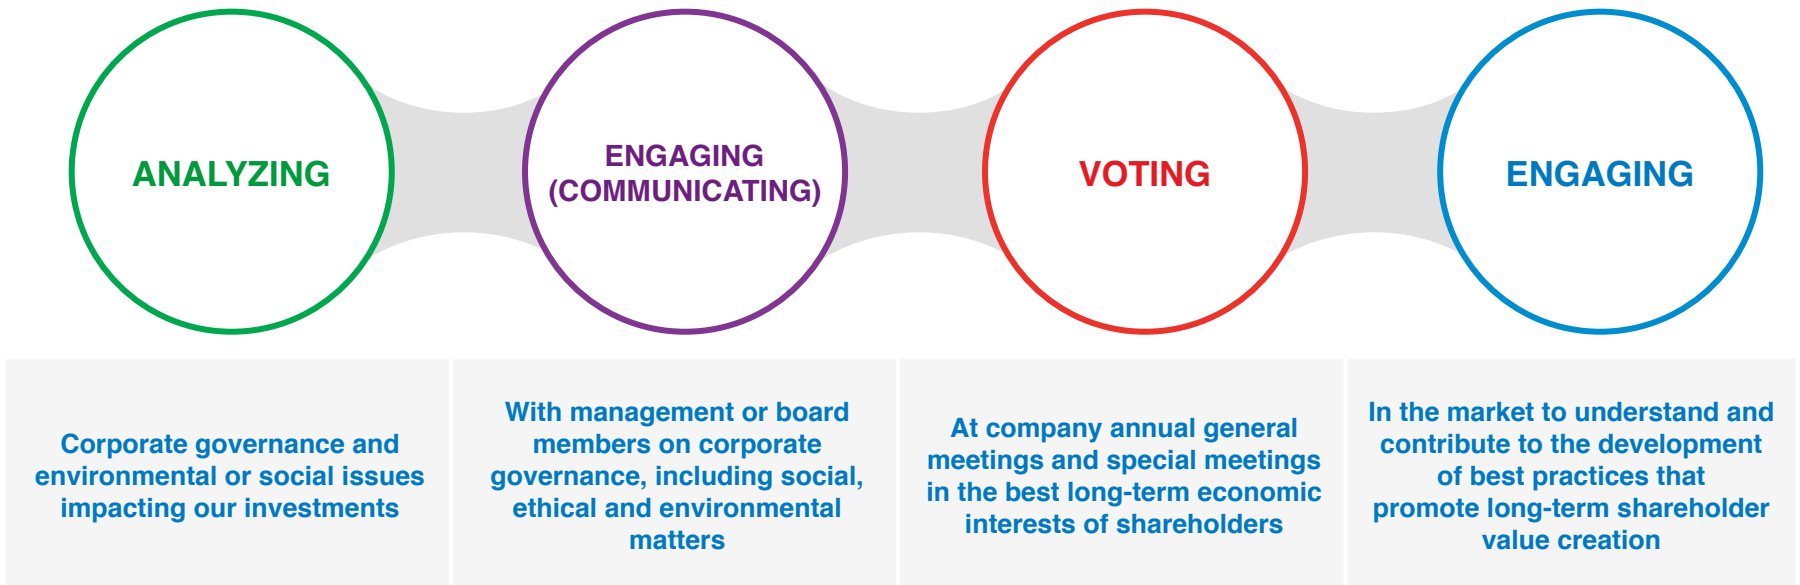 ANALYZING
ENGAGING
(COMMUNICATING)
VOTING
ENGAGING
Corporate governance and
environmental or social issues
impacting our investments
With management or board
members on corporate
governance, including social,
ethical and environmental
matters
At company annual general
meetings and special meetings
in the best long-term economic
interests of shareholders
In the market to understand and
contribute to the development
of best practices that
promote long-term shareholder
value creation